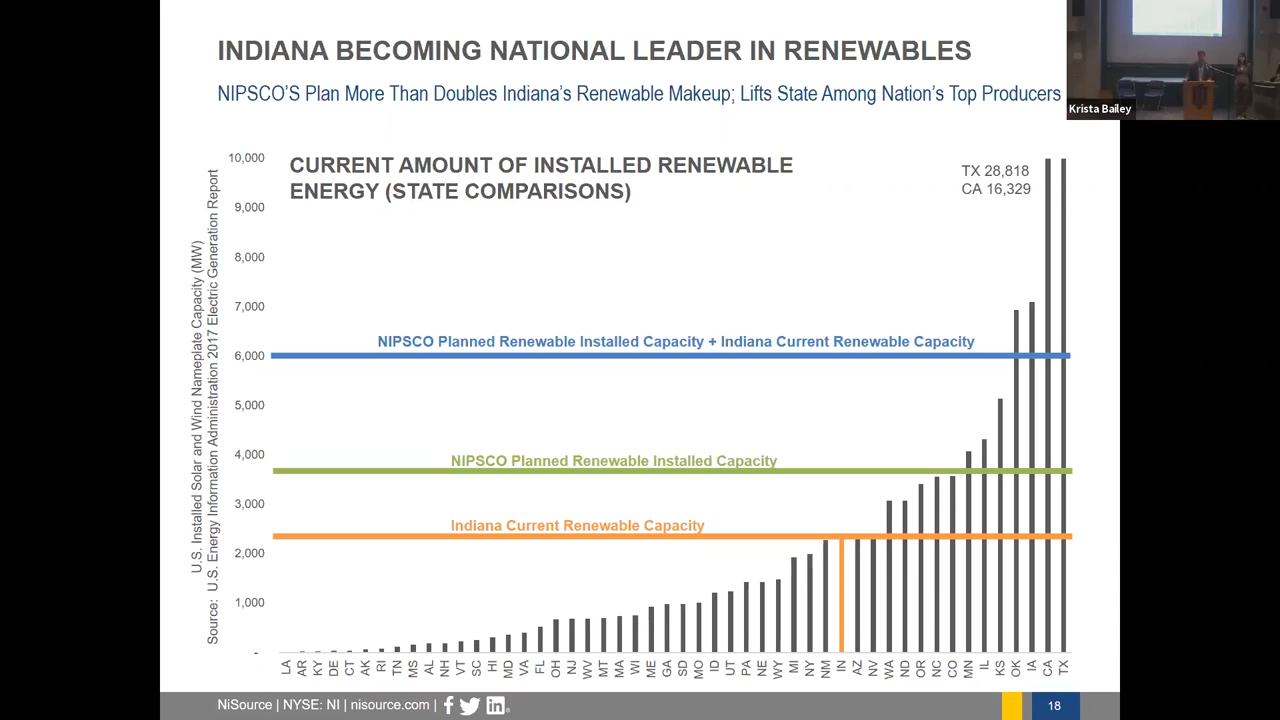 INDIANA BECOMING NATIONAL LEADER IN RENEWABLES
NIPSCO'S Plan More Than Doubles Indiana's Renewable Makeup; Lifts State Among Nation's Top Producers
Krista Bailey
CURRENT AMOUNT OF INSTALLED RENEWABLE
ENERGY (STATE COMPARISONS)
TX 28,818
CA 16,329
U.S. Installed Solar and Wind Nameplate Capacity (MW)
Source: U.S. Energy Information Administration 2017 Electric Generation Report
10,000
9,000
8,000
7,000
6,000
5,000
4,000
3,000
2,000
1,000
-
NIPSCO Planned Renewable Installed Capacity + Indiana Current Renewable Capacity
NIPSCO Planned Renewable Installed Capacity
Indiana Current Renewable Capacity
LA AR KY DE CT AK RI TN MS AL NH VT SC HI MD VA FL OH NJ WV MT MA WI ME GA SD MO ID UT PA NE WY MI NY NM IN AZ NV WA ND OR NC CO MN IL KS OK IA CA TX
NiSource | NYSE: NI | nisource.com |
18